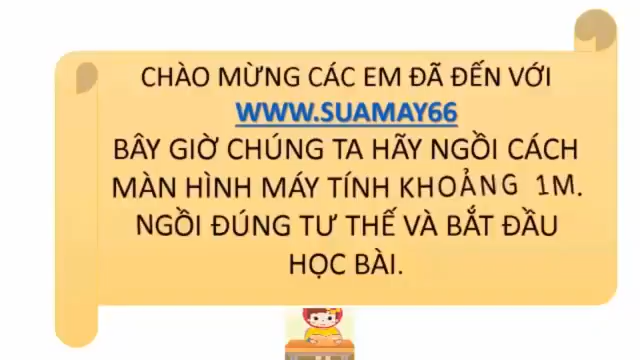 CHÀO MỪNG CÁC EM ĐÃ ĐẾN VỚI
WWW.SUAMAY66
BÂY GIỜ CHÚNG TA HÃY NGỒI CÁCH
MÀN HÌNH MÁY TÍNH KHOẢNG 1M.
NGỒI ĐÚNG TƯ THẾ VÀ BẮT ĐẦU
HỌC BÀI.